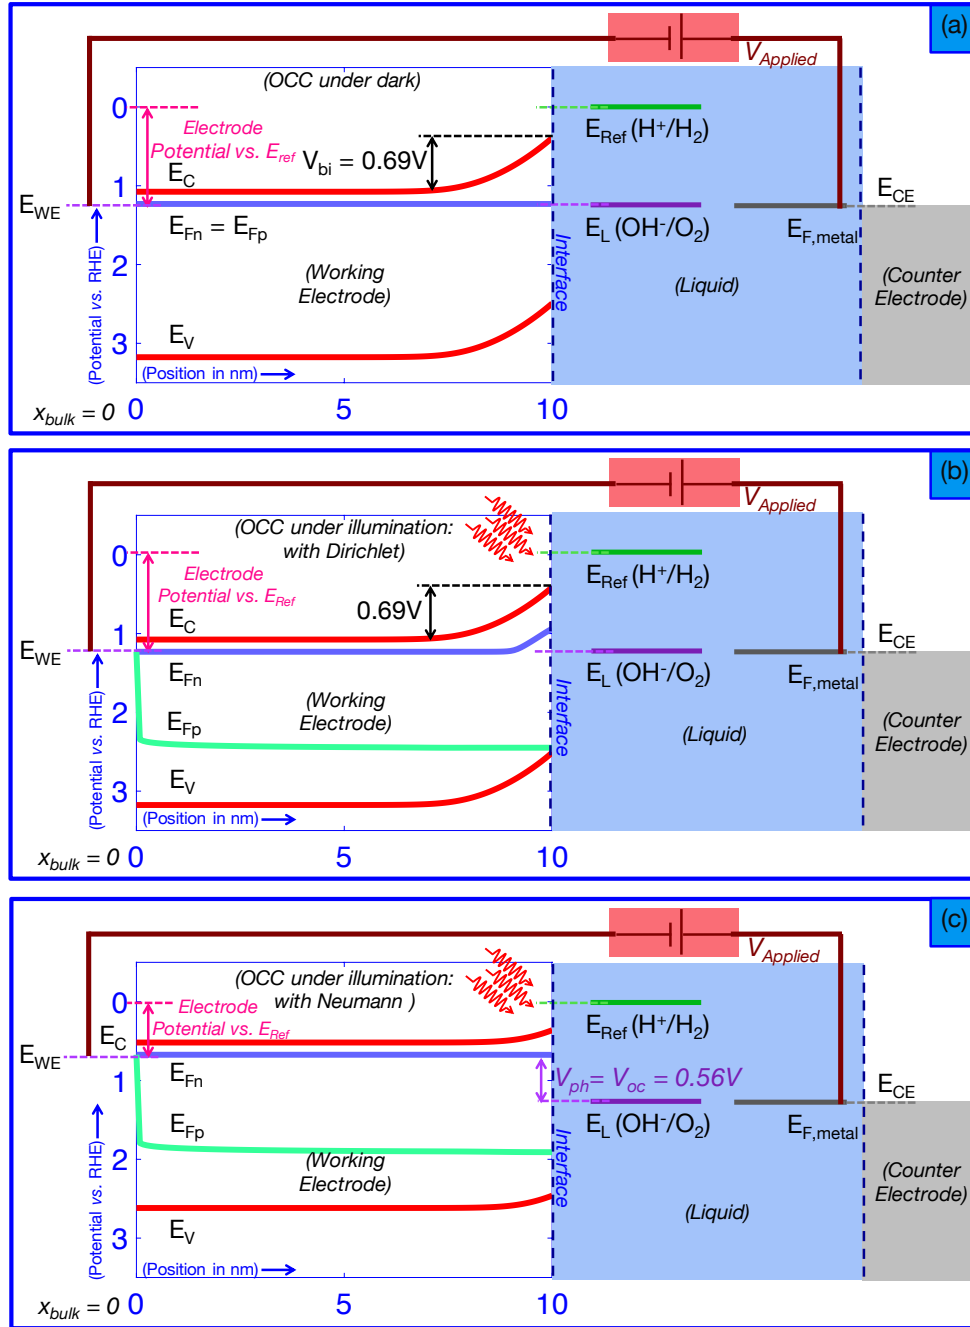 (a)
V_Applied
(OCC under dark)
0
Electrode
Potential vs. E_ref
E_Ref (H⁺/H₂)
V_bi = 0.69V
E_C
1
E_WE
E_CE
E_Fn = E_Fp
E_L (OH⁻/O₂)
E_F,metal
Interface
2
(Working
Electrode)
(Liquid)
(Counter
Electrode)
(Potential vs. RHE)
3
E_V
(Position in nm)
x_bulk = 0
0
5
10
(b)
V_Applied
(OCC under illumination:
with Dirichlet)
0
Electrode
Potential vs. E_Ref
E_Ref (H⁺/H₂)
0.69V
E_C
1
E_WE
E_CE
E_Fn
E_L (OH⁻/O₂)
E_F,metal
Interface
2
E_Fp
(Working
Electrode)
(Liquid)
(Counter
Electrode)
(Potential vs. RHE)
3
E_V
(Position in nm)
x_bulk = 0
0
5
10
(c)
V_Applied
(OCC under illumination:
with Neumann )
0
Electrode
Potential vs. E_Ref
E_Ref (H⁺/H₂)
E_C
E_WE
1
E_Fn
V_ph= V_oc = 0.56V
E_CE
E_Fp
E_L (OH⁻/O₂)
E_F,metal
Interface
2
(Working
Electrode)
(Liquid)
(Counter
Electrode)
(Potential vs. RHE)
3
E_V
(Position in nm)
x_bulk = 0
0
5
10